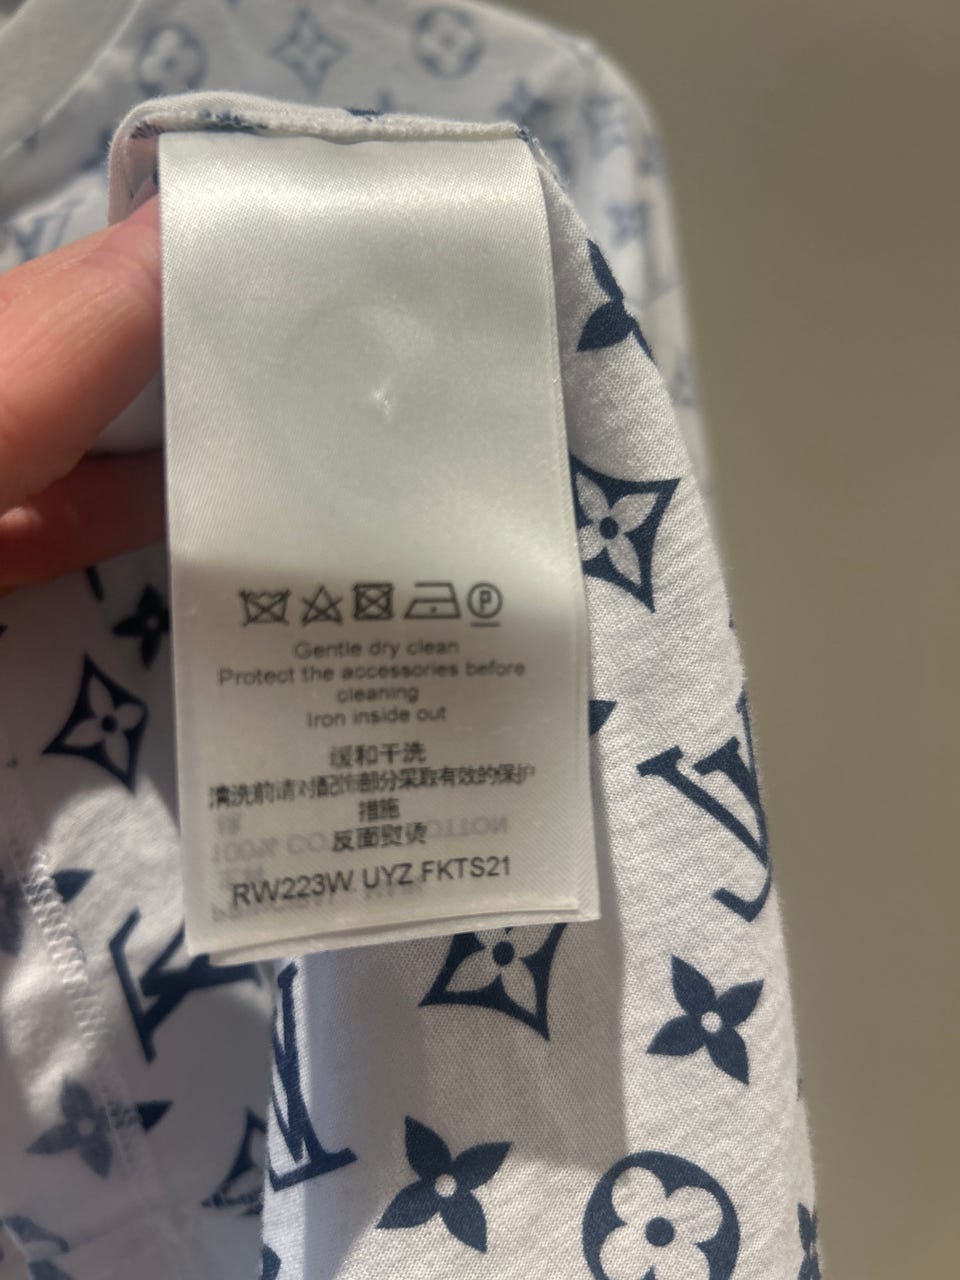 P
Gentle dry clean
Protect the accessories before
cleaning
Iron inside out
缓和干洗
清洗前请对配饰部分采取有效的保护
措施
反面熨烫
RW223W UYZ FKTS21